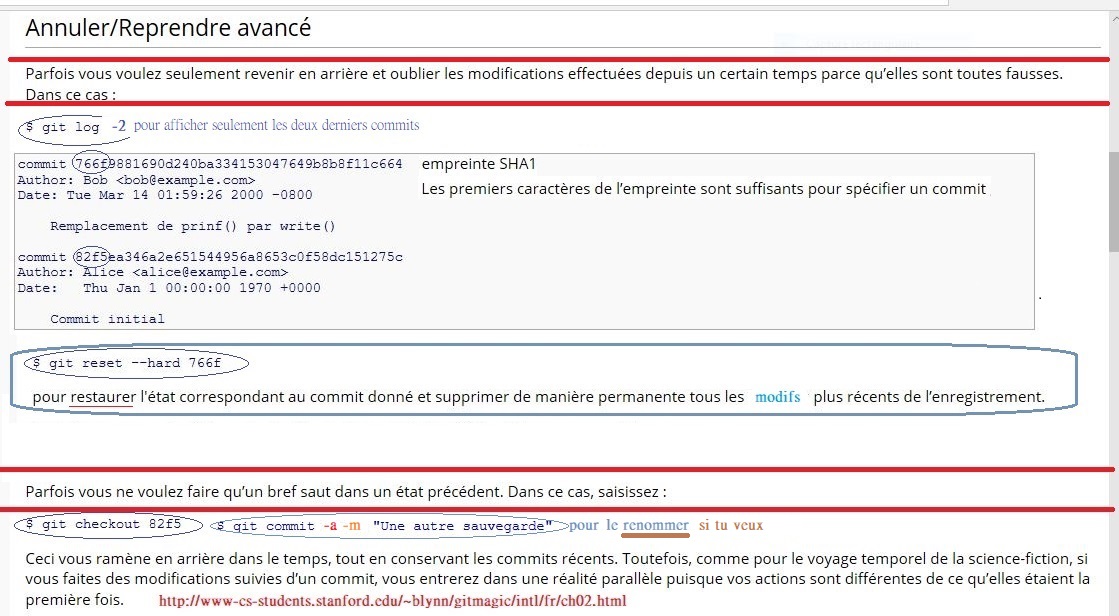 Annuler/Reprendre avancé
Parfois vous voulez seulement revenir en arrière et oublier les modifications effectuées depuis un certain temps parce qu’elles sont toutes fausses.
Dans ce cas :
$ git log -2 pour afficher seulement les deux derniers commits
commit 766f9881690d240ba334153047649b8b8f11c664 empreinte SHA1
Author: Bob <bob@example.com>
Les premiers caractères de l’empreinte sont suffisants pour spécifier un commit
Date: Tue Mar 14 01:59:26 2000 -0800
Remplacement de prinf() par write()
commit 82f5ea346a2e651544956a8653c0f58dc151275c
Author: Alice <alice@example.com>
Date: Thu Jan 1 00:00:00 1970 +0000
.
Commit initial
$ git reset --hard 766f
pour restaurer l'état correspondant au commit donné et supprimer de manière permanente tous les modifs plus récents de l’enregistrement.
Parfois vous ne voulez faire qu’un bref saut dans un état précédent. Dans ce cas, saisissez :
$ git checkout 82f5 $ git commit -a -m "Une autre sauvegarde" pour le renommer si tu veux
Ceci vous ramène en arrière dans le temps, tout en conservant les commits récents. Toutefois, comme pour le voyage temporel de la science-fiction, si
vous faites des modifications suivies d’un commit, vous entrerez dans une réalité parallèle puisque vos actions sont différentes de ce qu’elles étaient la
première fois. http://www-cs-students.stanford.edu/~blynn/gitmagic/intl/fr/ch02.html